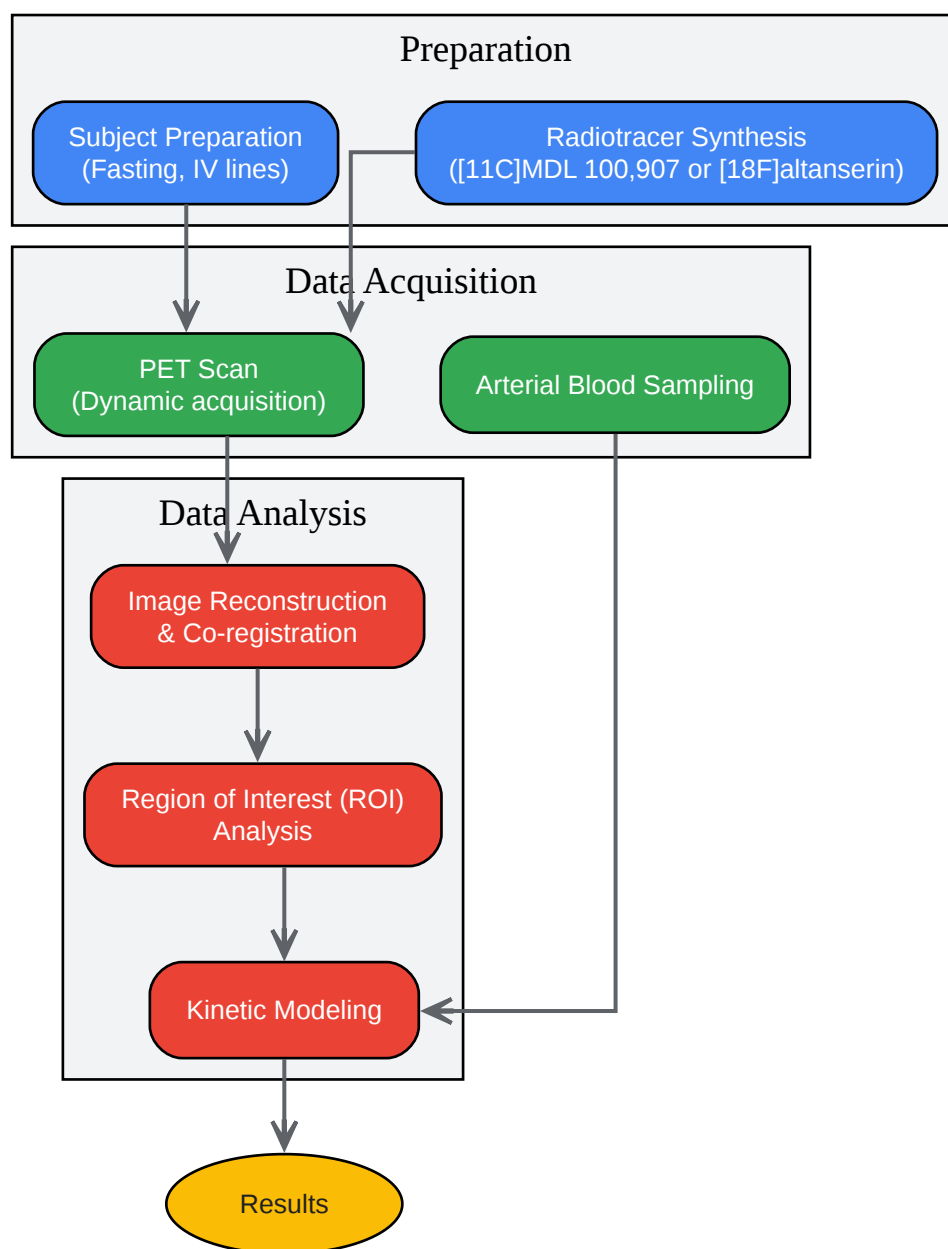 Preparation
Subject Preparation
(Fasting, IV lines)
Radiotracer Synthesis
([11C]MDL 100,907 or [18F]altanserin)
Data Acquisition
PET Scan
(Dynamic acquisition)
Arterial Blood Sampling
Data Analysis
Image Reconstruction
& Co-registration
Region of Interest (ROI)
Analysis
Kinetic Modeling
Results